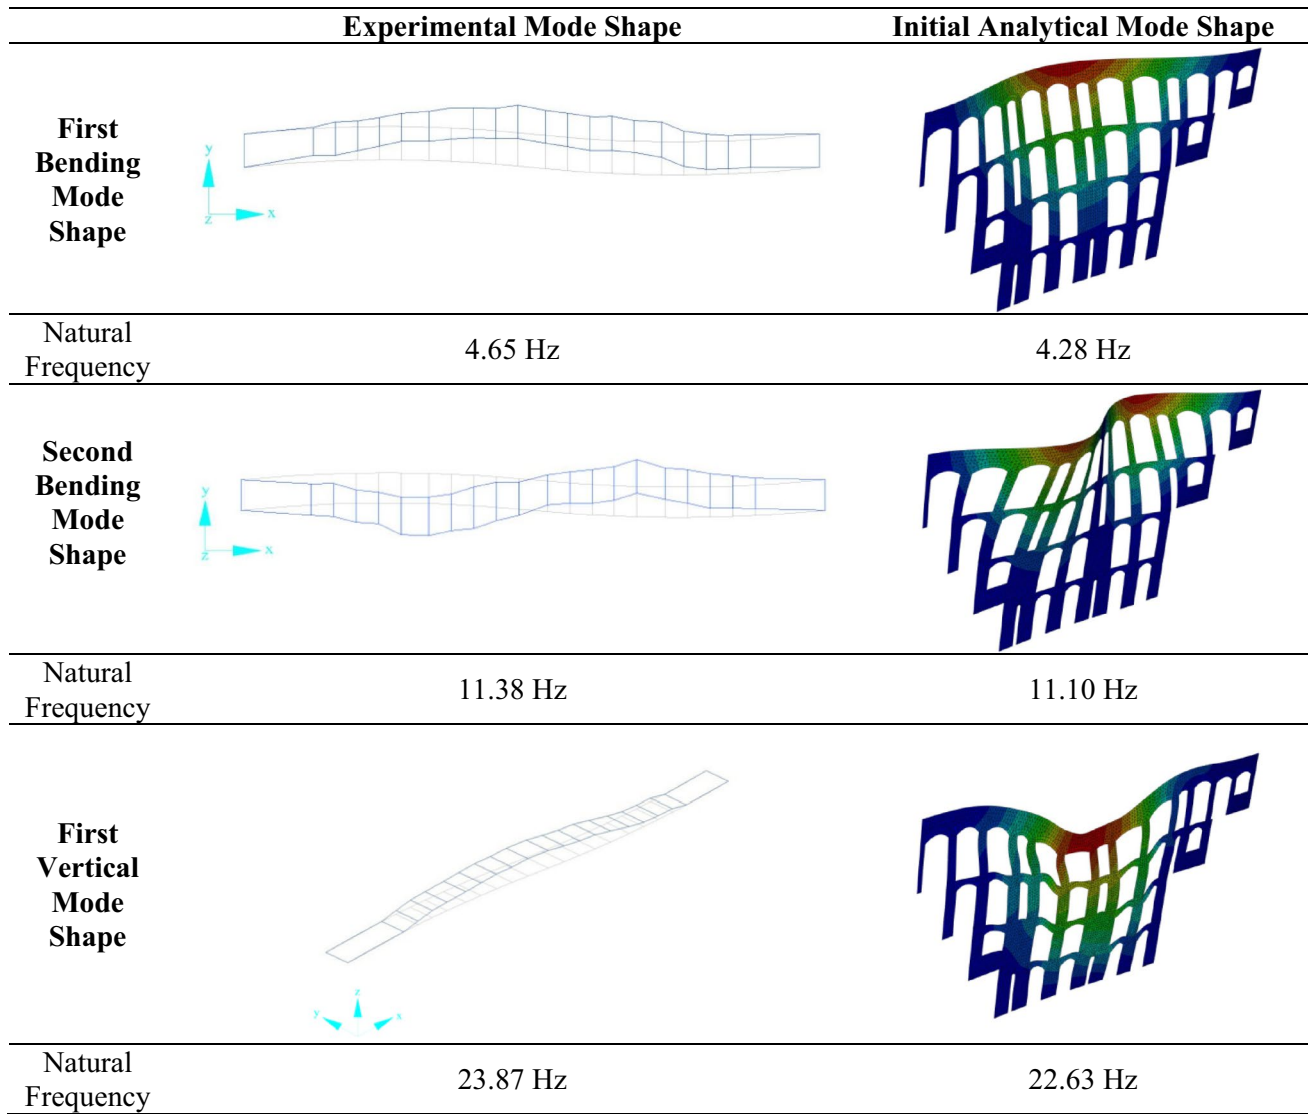 Experimental Mode Shape Initial Analytical Mode Shape
First
Bending
Mode
Shape
y
z x
Natural
Frequency
4.65 Hz 4.28 Hz
Second
Bending
Mode
Shape
y
z x
Natural
Frequency
11.38 Hz 11.10 Hz
First
Vertical
Mode
Shape
z
y x
Natural
Frequency
23.87 Hz 22.63 Hz